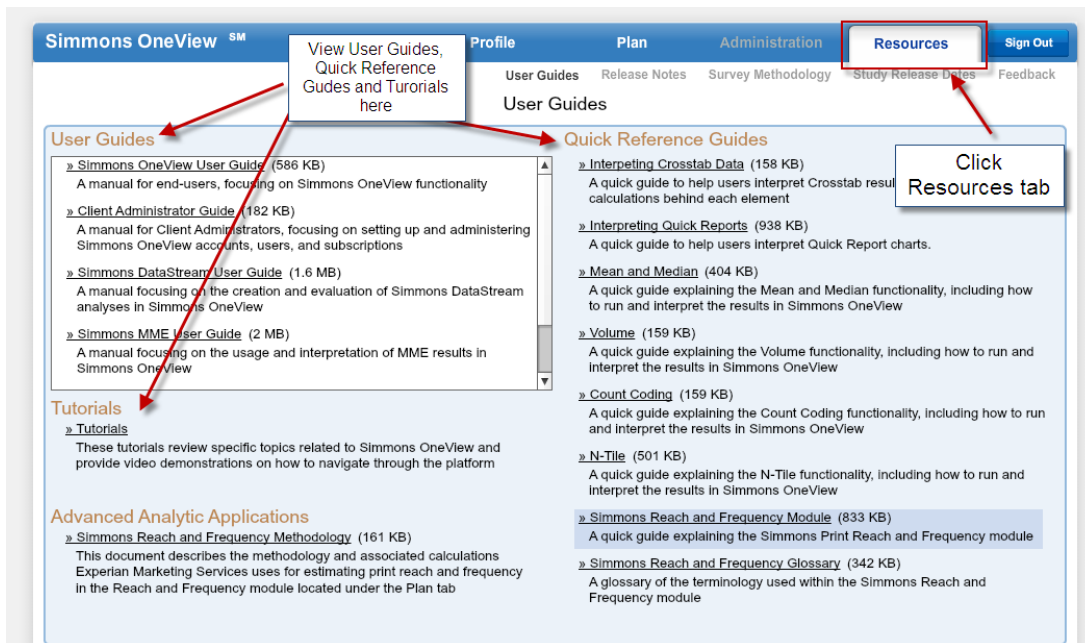 Simmons OneView SM
Profile
Plan
Administration
Resources
Sign Out
View User Guides,
Quick Reference
Gudes and Turorials
here
User Guides
Release Notes
Survey Methodology
Study Release Dates
Feedback
User Guides
User Guides
» Simmons OneView User Guide (586 KB)
A manual for end-users, focusing on Simmons OneView functionality
» Client Administrator Guide (182 KB)
A manual for Client Administrators, focusing on setting up and administering
Simmons OneView accounts, users, and subscriptions
» Simmons DataStream User Guide (1.6 MB)
A manual focusing on the creation and evaluation of Simmons DataStream
analyses in Simmons OneView
» Simmons MME User Guide (2 MB)
A manual focusing on the usage and interpretation of MME results in
Simmons OneView
Tutorials
» Tutorials
These tutorials review specific topics related to Simmons OneView and
provide video demonstrations on how to navigate through the platform
Advanced Analytic Applications
» Simmons Reach and Frequency Methodology (161 KB)
This document describes the methodology and associated calculations
Experian Marketing Services uses for estimating print reach and frequency
in the Reach and Frequency module located under the Plan tab
Quick Reference Guides
» Interpeting Crosstab Data (158 KB)
A quick guide to help users interpret Crosstab
calculations behind each element
Click
Resources tab
» Interpreting Quick Reports (938 KB)
A quick guide to help users interpret Quick Report charts.
» Mean and Median (404 KB)
A quick guide explaining the Mean and Median functionality, including how
to run and interpret the results in Simmons OneView
» Volume (159 KB)
A quick guide explaining the Volume functionality, including how to run and
interpret the results in Simmons OneView
» Count Coding (159 KB)
A quick guide explaining the Count Coding functionality, including how to run
and interpret the results in Simmons OneView
» N-Tile (501 KB)
A quick guide explaining the N-Tile functionality, including how to run and
interpret the results in Simmons OneView
» Simmons Reach and Frequency Module (833 KB)
A quick guide explaining the Simmons Print Reach and Frequency module
» Simmons Reach and Frequency Glossary (342 KB)
A glossary of the terminology used within the Simmons Reach and
Frequency module